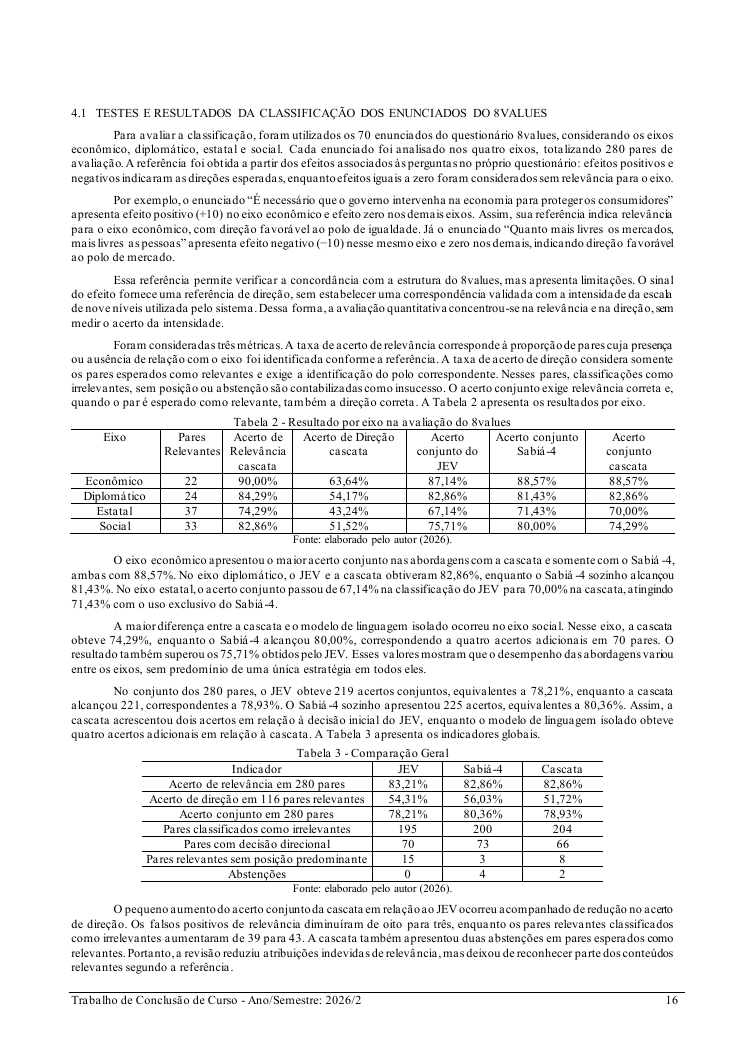 4.1 TESTES E RESULTADOS DA CLASSIFICAÇÃO DOS ENUNCIADOS DO 8VALUES
Para avaliar a classificação, foram utilizados os 70 enunciados do questionário 8values, considerando os eixos
econômico, diplomático, estatal e social. Cada enunciado foi analisado nos quatro eixos, totalizando 280 pares de
avaliação. A referência foi obtida a partir dos efeitos associados às perguntas no próprio questionário: efeitos positivos e
negativos indicaram as direções esperadas, enquanto efeitos iguais a zero foram considerados sem relevância para o eixo.
Por exemplo, o enunciado “É necessário que o governo intervenha na economia para proteger os consumidores”
apresenta efeito positivo (+10) no eixo econômico e efeito zero nos demais eixos. Assim, sua referência indica relevância
para o eixo econômico, com direção favorável ao polo de igualdade. Já o enunciado “Quanto mais livres os mercados,
mais livres as pessoas” apresenta efeito negativo (−10) nesse mesmo eixo e zero nos demais, indicando direção favorável
ao polo de mercado.
Essa referência permite verificar a concordância com a estrutura do 8values, mas apresenta limitações. O sinal
do efeito fornece uma referência de direção, sem estabelecer uma correspondência validada com a intensidade da escala
de nove níveis utilizada pelo sistema. Dessa forma, a avaliação quantitativa concentrou-se na relevância e na direção, sem
medir o acerto da intensidade.
Foram consideradas três métricas. A taxa de acerto de relevância corresponde à proporção de pares cuja presença
ou ausência de relação com o eixo foi identificada conforme a referência. A taxa de acerto de direção considera somente
os pares esperados como relevantes e exige a identificação do polo correspondente. Nesses pares, classificações como
irrelevantes, sem posição ou abstenção são contabilizadas como insucesso. O acerto conjunto exige relevância correta e,
quando o par é esperado como relevante, também a direção correta. A Tabela 2 apresenta os resultados por eixo.
Tabela 2 - Resultado por eixo na avaliação do 8values
Eixo Pares Relevantes Acerto de Relevância cascata Acerto de Direção cascata Acerto conjunto do JEV Acerto conjunto Sabiá-4 Acerto conjunto cascata
Econômico 22 90,00% 63,64% 87,14% 88,57% 88,57%
Diplomático 24 84,29% 54,17% 82,86% 81,43% 82,86%
Estatal 37 74,29% 43,24% 67,14% 71,43% 70,00%
Social 33 82,86% 51,52% 75,71% 80,00% 74,29%
Fonte: elaborado pelo autor (2026).
O eixo econômico apresentou o maior acerto conjunto nas abordagens com a cascata e somente com o Sabiá-4,
ambas com 88,57%. No eixo diplomático, o JEV e a cascata obtiveram 82,86%, enquanto o Sabiá-4 sozinho alcançou
81,43%. No eixo estatal, o acerto conjunto passou de 67,14% na classificação do JEV para 70,00% na cascata, atingindo
71,43% com o uso exclusivo do Sabiá-4.
A maior diferença entre a cascata e o modelo de linguagem isolado ocorreu no eixo social. Nesse eixo, a cascata
obteve 74,29%, enquanto o Sabiá-4 alcançou 80,00%, correspondendo a quatro acertos adicionais em 70 pares. O
resultado também superou os 75,71% obtidos pelo JEV. Esses valores mostram que o desempenho das abordagens variou
entre os eixos, sem predomínio de uma única estratégia em todos eles.
No conjunto dos 280 pares, o JEV obteve 219 acertos conjuntos, equivalentes a 78,21%, enquanto a cascata
alcançou 221, correspondentes a 78,93%. O Sabiá-4 sozinho apresentou 225 acertos, equivalentes a 80,36%. Assim, a
cascata acrescentou dois acertos em relação à decisão inicial do JEV, enquanto o modelo de linguagem isolado obteve
quatro acertos adicionais em relação à cascata. A Tabela 3 apresenta os indicadores globais.
Tabela 3 - Comparação Geral
Indicador JEV Sabiá-4 Cascata
Acerto de relevância em 280 pares 83,21% 82,86% 82,86%
Acerto de direção em 116 pares relevantes 54,31% 56,03% 51,72%
Acerto conjunto em 280 pares 78,21% 80,36% 78,93%
Pares classificados como irrelevantes 195 200 204
Pares com decisão direcional 70 73 66
Pares relevantes sem posição predominante 15 3 8
Abstenções 0 4 2
Fonte: elaborado pelo autor (2026).
O pequeno aumento do acerto conjunto da cascata em relação ao JEV ocorreu acompanhado de redução no acerto
de direção. Os falsos positivos de relevância diminuíram de oito para três, enquanto os pares relevantes classificados
como irrelevantes aumentaram de 39 para 43. A cascata também apresentou duas abstenções em pares esperados como
relevantes. Portanto, a revisão reduziu atribuições indevidas de relevância, mas deixou de reconhecer parte dos conteúdos
relevantes segundo a referência.
Trabalho de Conclusão de Curso - Ano/Semestre: 2026/2 16